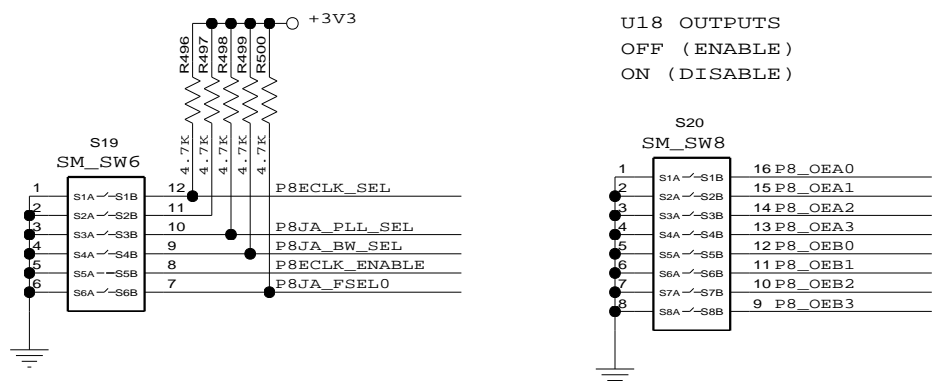 +3V3
R496
R497
R498
R499
R500
4.7K
4.7K
4.7K
4.7K
4.7K
S19
SM_SW6
1 S1A S1B 12 P8ECLK_SEL
2 S2A S2B 11
3 S3A S3B 10 P8JA_PLL_SEL
4 S4A S4B 9 P8JA_BW_SEL
5 S5A S5B 8 P8ECLK_ENABLE
6 S6A S6B 7 P8JA_FSEL0
U18 OUTPUTS
OFF (ENABLE)
ON (DISABLE)
S20
SM_SW8
1 S1A S1B 16 P8_OEA0
2 S2A S2B 15 P8_OEA1
3 S3A S3B 14 P8_OEA2
4 S4A S4B 13 P8_OEA3
5 S5A S5B 12 P8_OEB0
6 S6A S6B 11 P8_OEB1
7 S7A S7B 10 P8_OEB2
8 S8A S8B 9 P8_OEB3